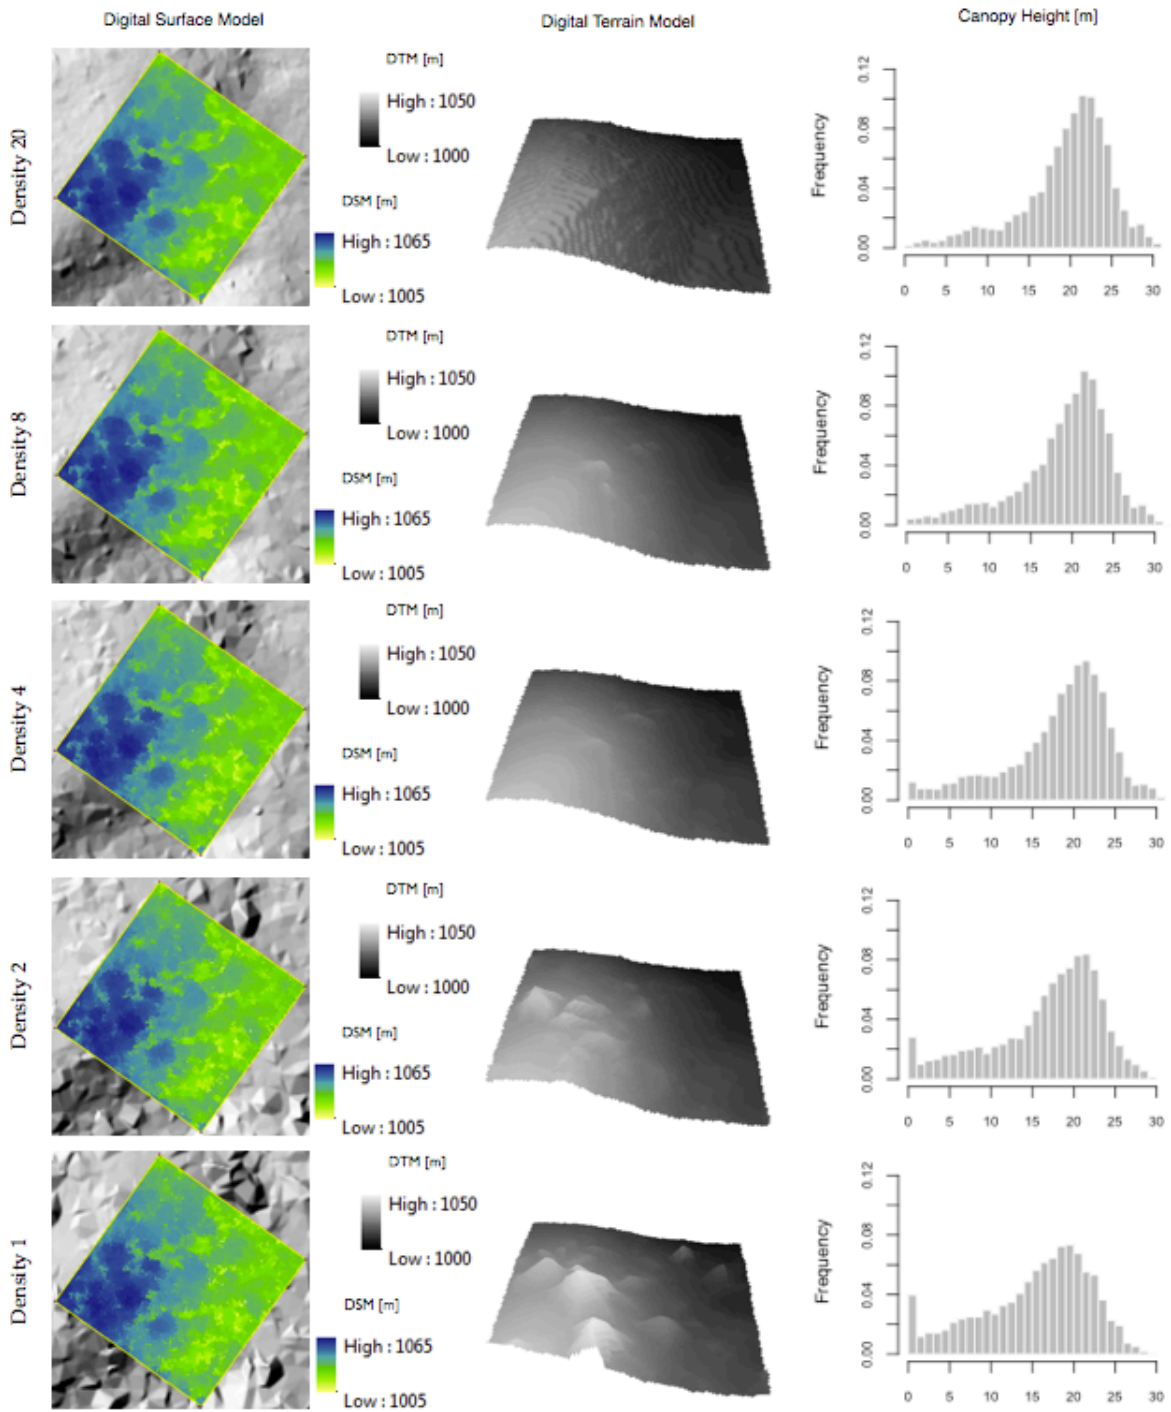 Digital Surface Model
Digital Terrain Model
Canopy Height [m]
Density 20
DTM [m]
High : 1050
Low : 1000
DSM [m]
High : 1065
Low : 1005
Frequency
0.12
0.08
0.04
0.00
0 5 10 15 20 25 30
Density 8
DTM [m]
High : 1050
Low : 1000
DSM [m]
High : 1065
Low : 1005
Frequency
0.12
0.08
0.04
0.00
0 5 10 15 20 25 30
Density 4
DTM [m]
High : 1050
Low : 1000
DSM [m]
High : 1065
Low : 1005
Frequency
0.12
0.08
0.04
0.00
0 5 10 15 20 25 30
Density 2
DTM [m]
High : 1050
Low : 1000
DSM [m]
High : 1065
Low : 1005
Frequency
0.12
0.08
0.04
0.00
0 5 10 15 20 25 30
Density 1
DTM [m]
High : 1050
Low : 1000
DSM [m]
High : 1065
Low : 1005
Frequency
0.12
0.08
0.04
0.00
0 5 10 15 20 25 30